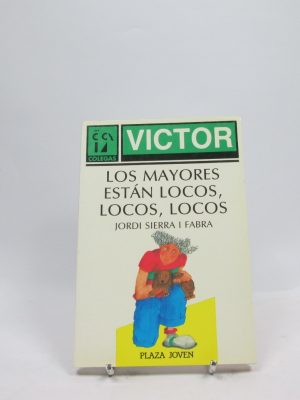 VICTOR
COLEGAS
LOS MAYORES
ESTÁN LOCOS,
LOCOS, LOCOS
JORDI SIERRA I FABRA
PLAZA JOVEN